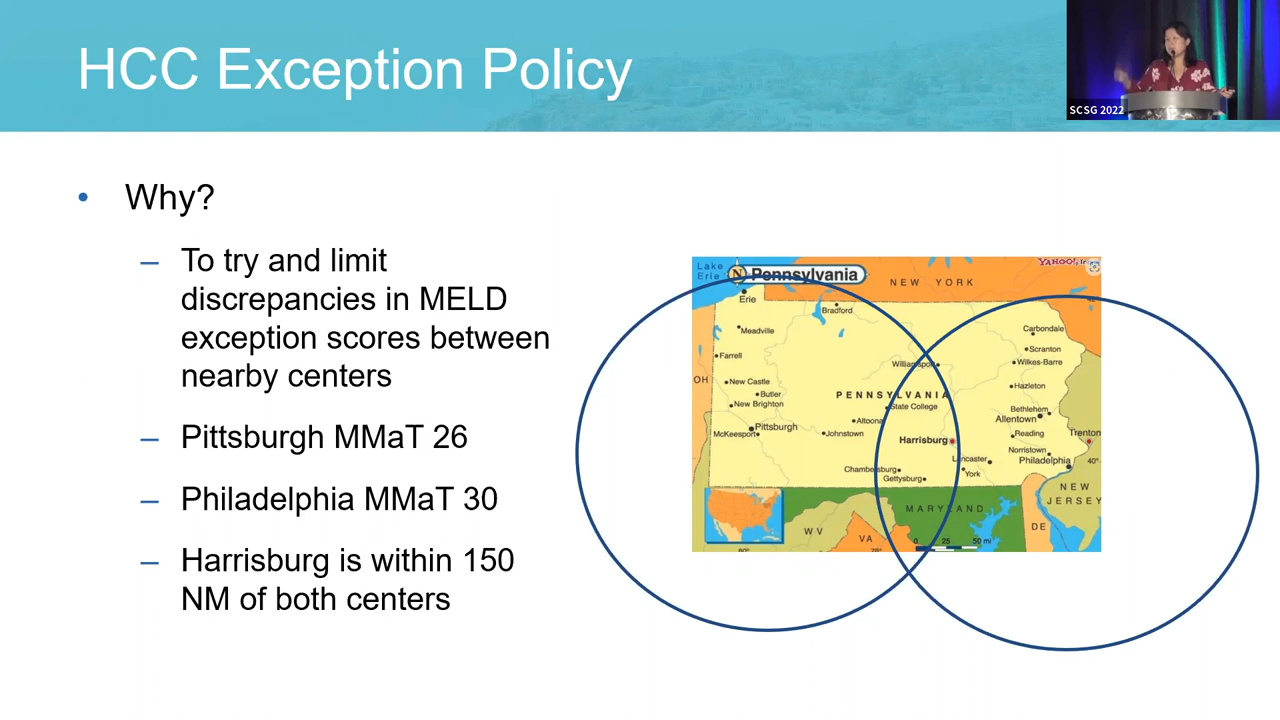 HCC Exception Policy
SCSG 2022
• Why?
– To try and limit
discrepancies in MELD
exception scores between
nearby centers
– Pittsburgh MMaT 26
– Philadelphia MMaT 30
– Harrisburg is within 150
NM of both centers
Lake
Erie
N
Pennsylvania
YAHOO!
NEW YORK
Erie
Bradford
Meadville
Carbondale
Scranton
Farrell
Williamsport
Wilkes-Barre
OH
New Castle
Hazleton
Butler
PENNSYLVANIA
New Brighton
State College
Bethlehem
Allentown
Altoona
Pittsburgh
McKeesport
Johnstown
Reading
Trenton
Harrisburg
Norristown
Lancaster
Philadelphia
40°
Chambersburg
York
Gettysburg
NEW
JERSEY
MARYLAND
WV
VA
DE
0 25 50 mi
80°